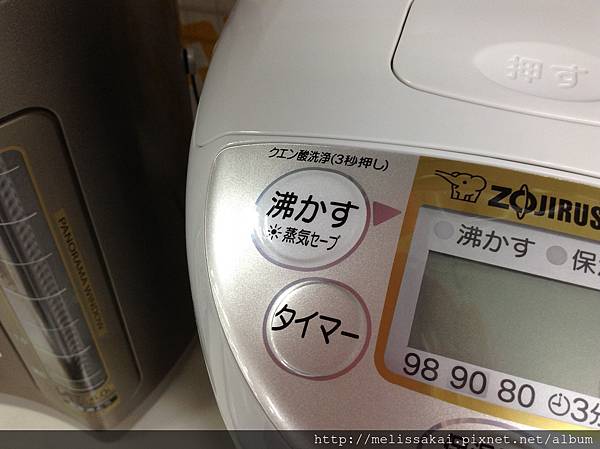 押す
クエン酸洗浄(3秒押し)
沸かす
蒸気セーブ
タイマー
ZOJIRUS
沸かす 保
98 90 80 3分
PANORAMA WINDOW
http://melissakai.pixnet.net/album